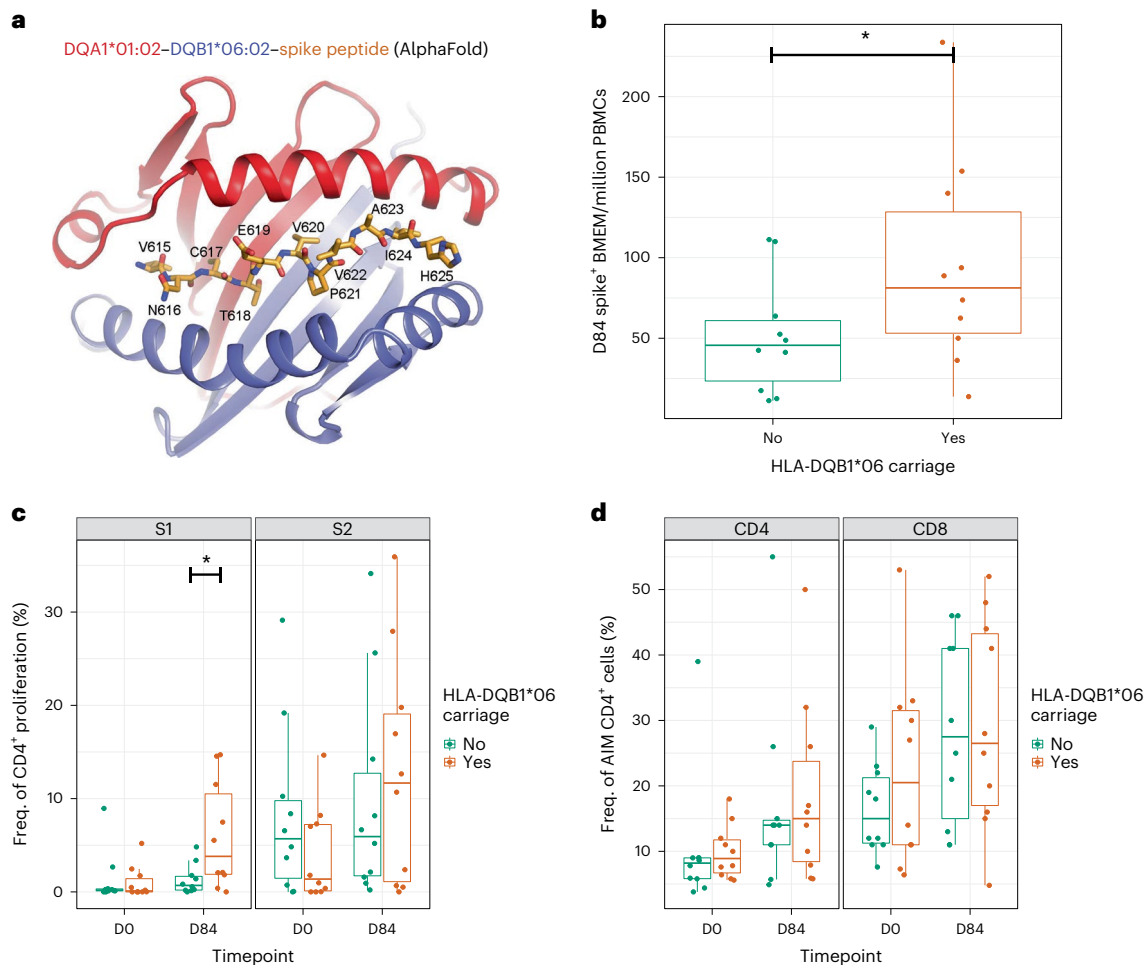 a
DQA1*01:02–DQB1*06:02–spike peptide (AlphaFold)
V615
N616
C617
T618
E619
V620
P621
V622
A623
I624
H625
b
D84 spike⁺ BMEM/million PBMCs
200
150
100
50
*
No
Yes
HLA-DQB1*06 carriage
c
S1
S2
Freq. of CD4⁺ proliferation (%)
30
20
10
0
*
D0
D84
D0
D84
Timepoint
HLA-DQB1*06
carriage
No
Yes
d
CD4
CD8
Freq. of AIM CD4⁺ cells (%)
50
40
30
20
10
D0
D84
D0
D84
Timepoint
HLA-DQB1*06
carriage
No
Yes